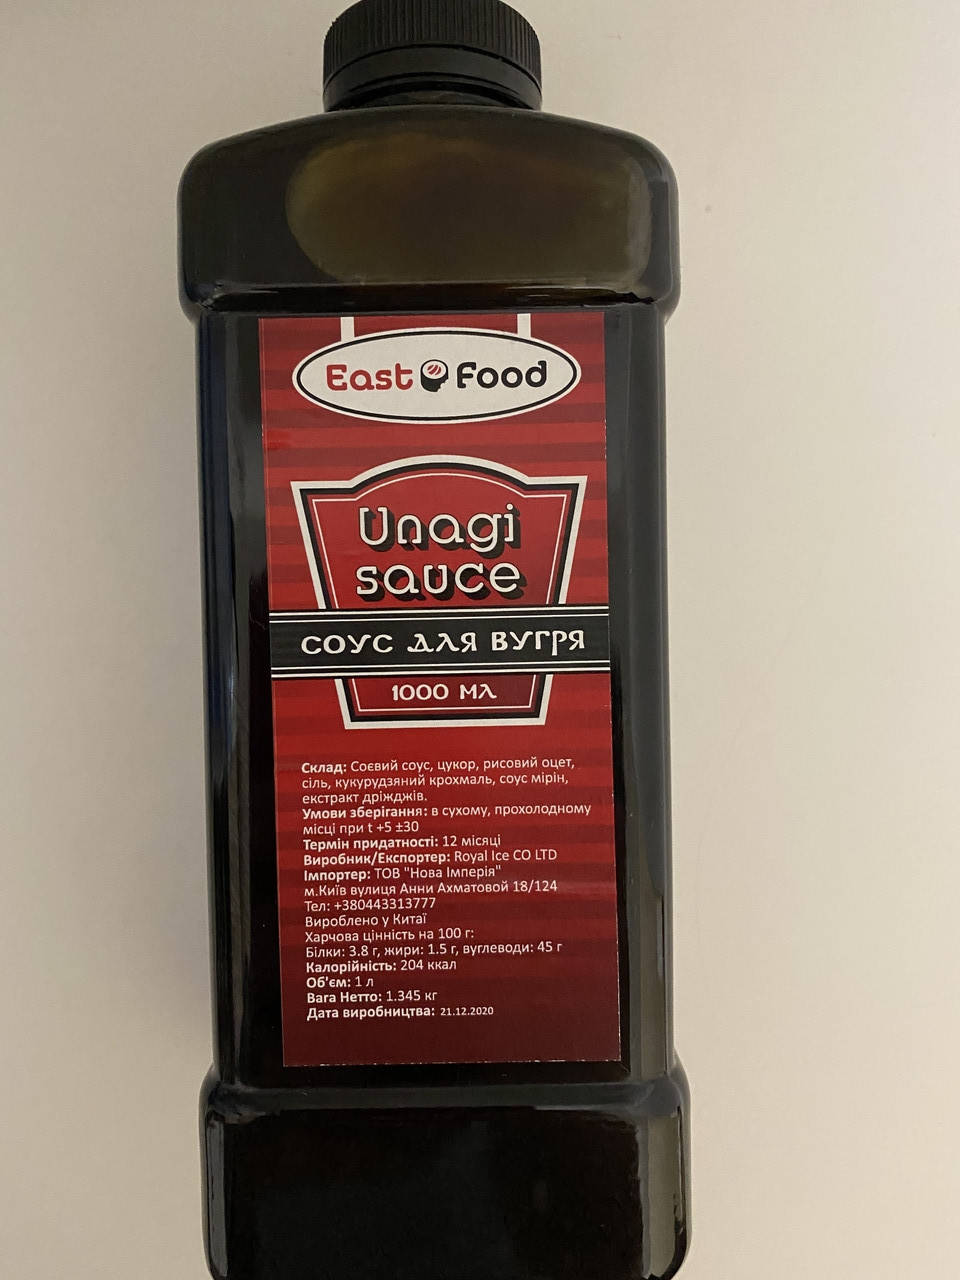 East Food
Unagi
sauce
СОУС ДЛЯ ВУГРЯ
1000 МЛ
Склад: Соєвий соус, цукор, рисовий оцет,
сіль, кукурудзяний крохмаль, соус мірін,
екстракт дріжджів.
Умови зберігання: в сухому, прохолодному
місці при t +5 ±30
Термін придатності: 12 місяці
Виробник/Експортер: Royal Ice CO LTD
Імпортер: ТОВ "Нова Імперія"
м.Київ вулиця Анни Ахматовой 18/124
Тел: +380443313777
Вироблено у Китаї
Харчова цінність на 100 г:
Білки: 3.8 г, жири: 1.5 г, вуглеводи: 45 г
Калорійність: 204 ккал
Об'єм: 1 л
Вага Нетто: 1.345 кг
Дата виробництва: 21.12.2020